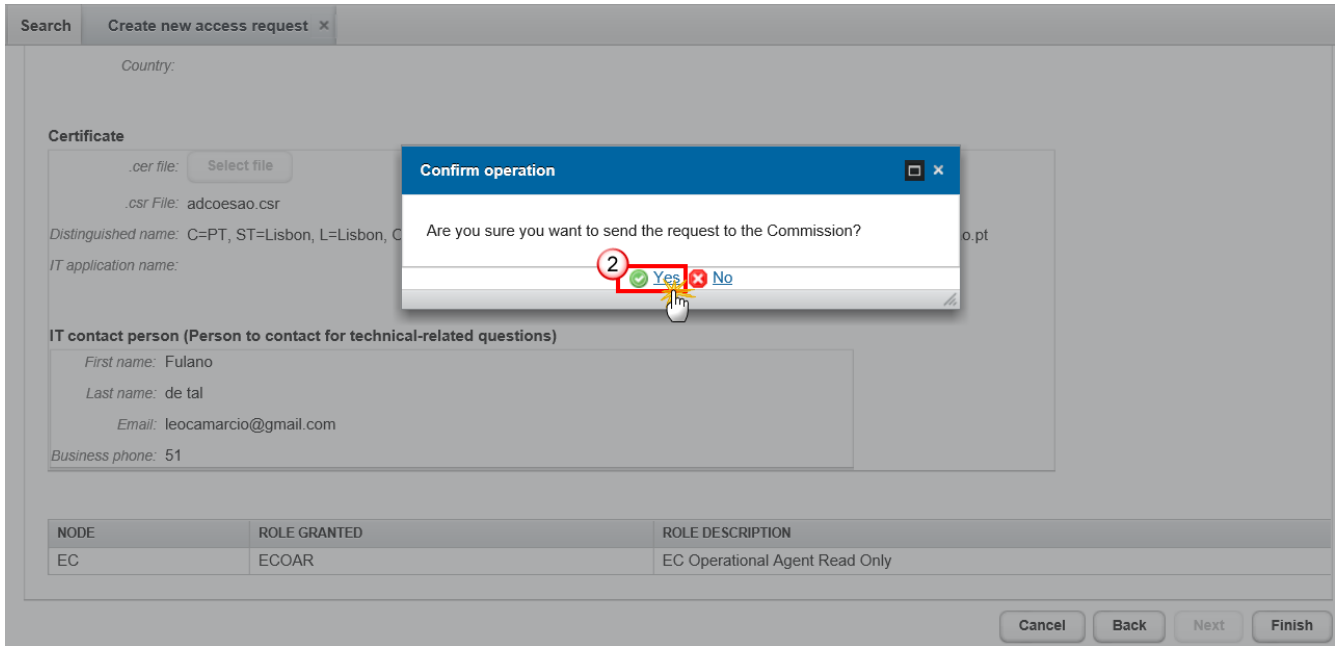 Search Create new access request ×
Country:
Certificate
.cer file: Select file
Confirm operation
.csr File: adcoesao.csr
Distinguished name: C=PT, ST=Lisbon, L=Lisbon, o.pt
Are you sure you want to send the request to the Commission?
IT application name:
2 Yes No
IT contact person (Person to contact for technical-related questions)
First name: Fulano
Last name: de tal
Email: leocamarcio@gmail.com
Business phone: 51
NODE ROLE GRANTED ROLE DESCRIPTION
EC ECOAR EC Operational Agent Read Only
Cancel Back Next Finish